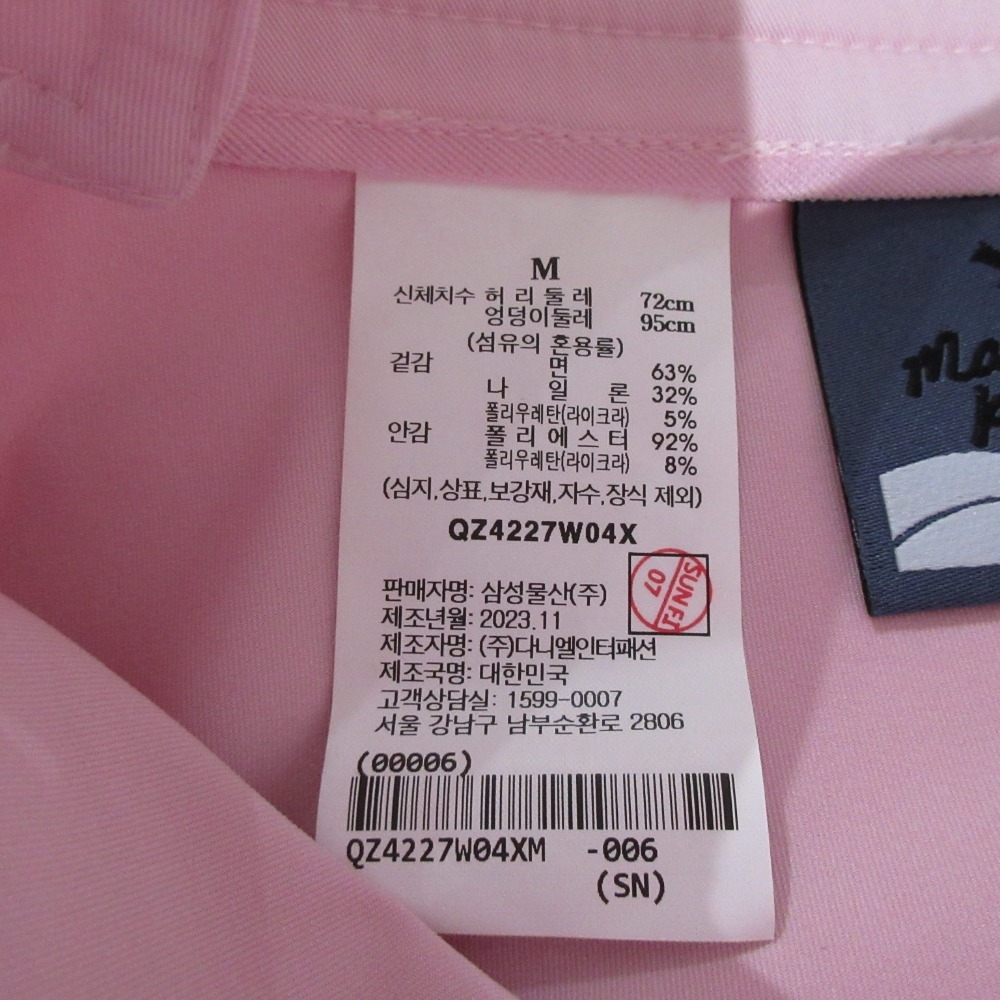 M
신체치수 허 리 둘 레 72cm
엉덩이둘레 95cm
(섬유의 혼용률)
겉감 면 63%
나 일 론 32%
폴리우레탄(라이크라) 5%
안감 폴 리 에 스 터 92%
폴리우레탄(라이크라) 8%
(심지,상표,보강재,자수,장식 제외)
QZ4227W04X
판매자명: 삼성물산(주)
제조년월: 2023.11
제조자명: (주)다니엘인터패션
제조국명: 대한민국
고객상담실: 1599-0007
서울 강남구 남부순환로 2806
SUN
07
(00006)
QZ4227W04XM -006
(SN)